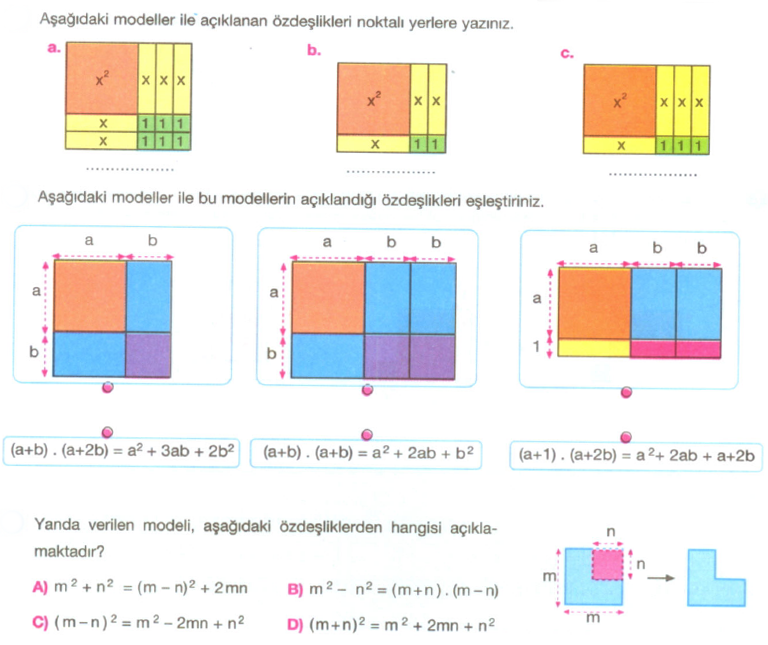 Aşağıdaki modeller ile açıklanan özdeşlikleri noktalı yerlere yazınız.
a. b. c.
x² x x x
x 1 1 1
x 1 1 1
..................
x² x x
x 1 1
..................
x² x x x
x 1 1 1
..................
Aşağıdaki modeller ile bu modellerin açıklandığı özdeşlikleri eşleştiriniz.
a b
a
b
a b b
a
b
a b b
a
1
(a+b) . (a+2b) = a² + 3ab + 2b²
(a+b) . (a+b) = a² + 2ab + b²
(a+1) . (a+2b) = a²+ 2ab + a+2b
Yanda verilen modeli, aşağıdaki özdeşliklerden hangisi açıkla-
maktadır?
A) m² + n² = (m – n)² + 2mn
B) m² – n² = (m+n) . (m–n)
C) (m–n)² = m² – 2mn + n²
D) (m+n)² = m² + 2mn + n²
n
m n
m